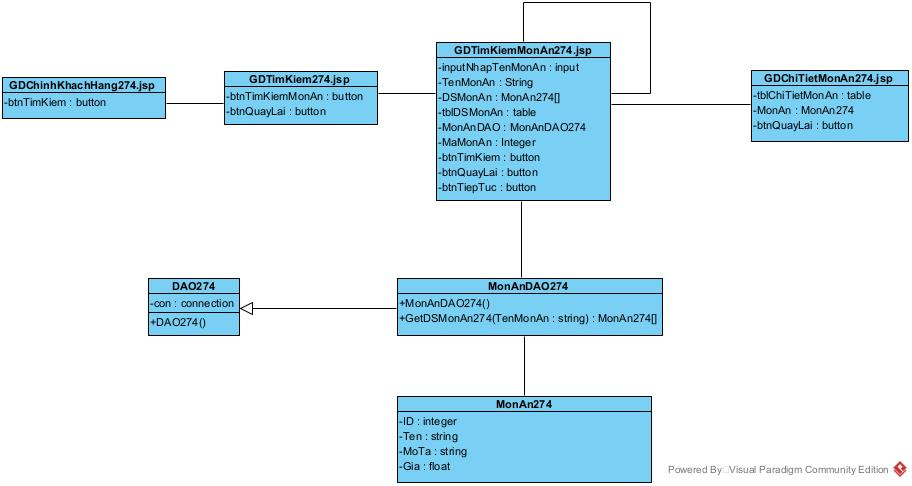 GDChinhKhachHang274.jsp
-btnTimKiem : button
GDTimKiem274.jsp
-btnTimKiemMonAn : button
-btnQuayLai : button
GDTimKiemMonAn274.jsp
-inputNhapTenMonAn : input
-TenMonAn : String
-DSMonAn : MonAn274[]
-tblDSMonAn : table
-MonAnDAO : MonAnDAO274
-MaMonAn : Integer
-btnTimKiem : button
-btnQuayLai : button
-btnTiepTuc : button
GDChiTietMonAn274.jsp
-tblChiTietMonAn : table
-MonAn : MonAn274
-btnQuayLai : button
DAO274
-con : connection
+DAO274()
MonAnDAO274
+MonAnDAO274()
+GetDSMonAn274(TenMonAn : string) : MonAn274[]
MonAn274
-ID : integer
-Ten : string
-MoTa : string
-Gia : float
Powered By Visual Paradigm Community Edition